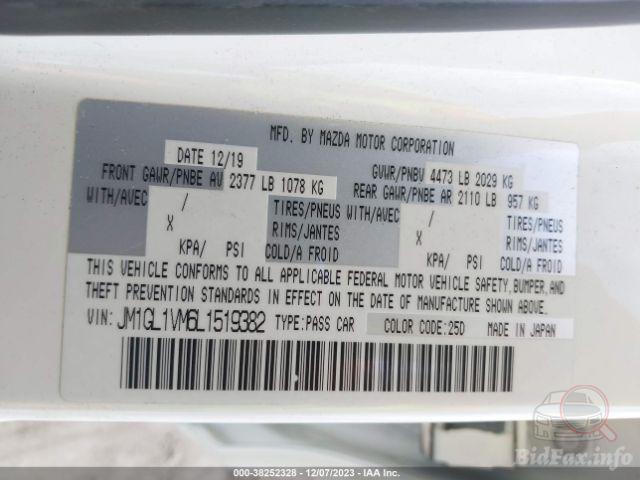 MFD. BY MAZDA MOTOR CORPORATION
DATE 12/19
GVWR/PNBV 4473 LB 2029 KG
FRONT GAWR/PNBE AV 2377 LB 1078 KG
REAR GAWR/PNBE AR 2110 LB 957 KG
WITH/AVEC / TIRES/PNEUS WITH/AVEC / TIRES/PNEUS
X RIMS/JANTES X RIMS/JANTES
KPA/ PSI COLD/A FROID KPA/ PSI COLD/A FROID
THIS VEHICLE CONFORMS TO ALL APPLICABLE FEDERAL MOTOR VEHICLE SAFETY, BUMPER, AND
THEFT PREVENTION STANDARDS IN EFFECT ON THE DATE OF MANUFACTURE SHOWN ABOVE.
VIN: JM1GL1VM6L1519382 TYPE:PASS CAR COLOR CODE:25D MADE IN JAPAN
BidFax.info
000-38252328 - 12/07/2023 - IAA Inc.